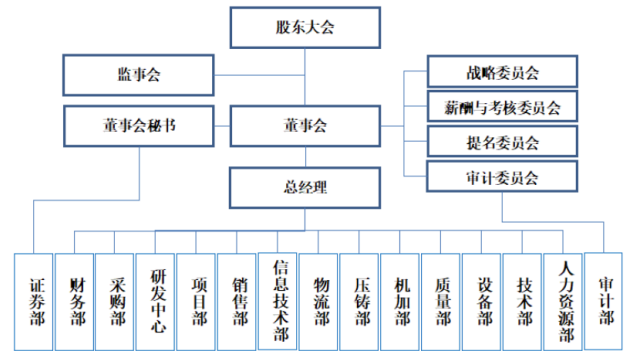 股东大会
监事会
战略委员会
薪酬与考核委员会
董事会秘书
董事会
提名委员会
审计委员会
总经理
证券部
财务部
采购部
研发中心
项目部
销售部
信息技术部
物流部
压铸部
机加部
质量部
设备部
技术部
人力资源部
审计部